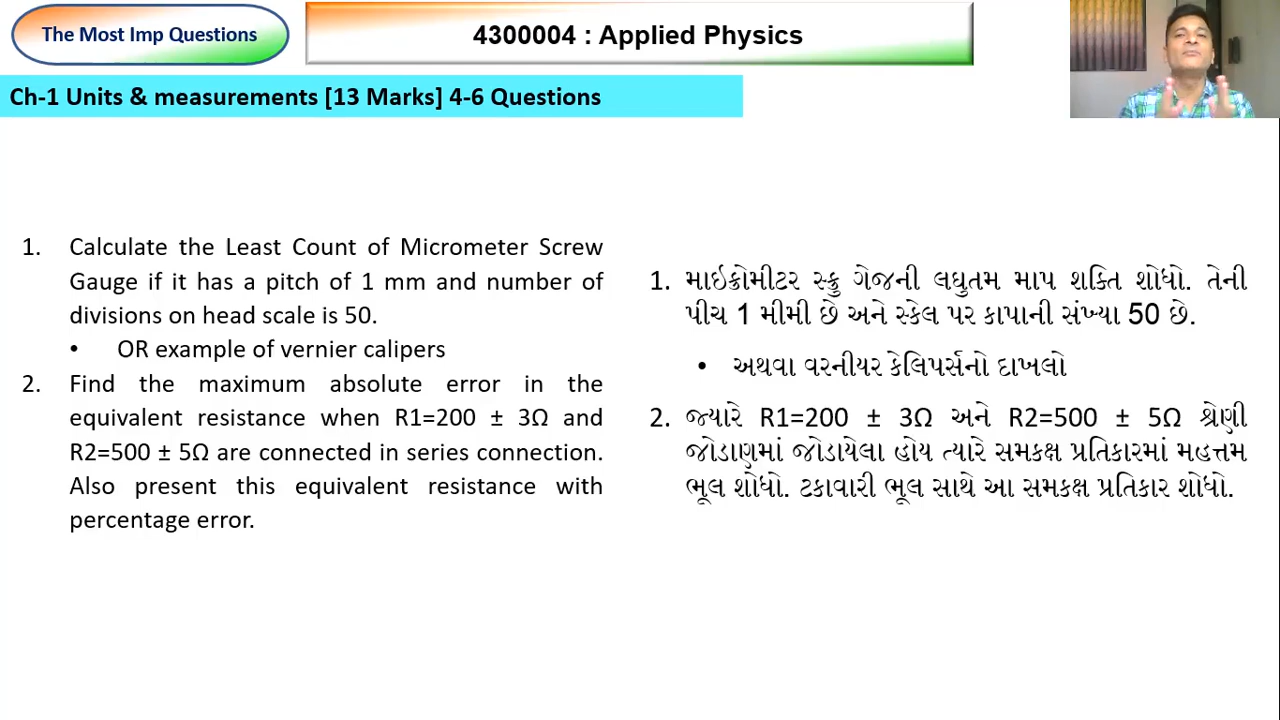 The Most Imp Questions
4300004 : Applied Physics
Ch-1 Units & measurements [13 Marks] 4-6 Questions
1. Calculate the Least Count of Micrometer Screw
Gauge if it has a pitch of 1 mm and number of
divisions on head scale is 50.
• OR example of vernier calipers
2. Find the maximum absolute error in the
equivalent resistance when R1=200 ± 3Ω and
R2=500 ± 5Ω are connected in series connection.
Also present this equivalent resistance with
percentage error.
1. માઇક્રોમીટર સ્ક્રુ ગેજની લઘુતમ માપ શક્તિ શોધો. તેની
પીચ 1 મીમી છે અને સ્કેલ પર કાપાની સંખ્યા 50 છે.
• અથવા વરનીયર કેલિપર્સનો દાખલો
2. જ્યારે R1=200 ± 3Ω અને R2=500 ± 5Ω શ્રેણી
જોડાણમાં જોડાયેલા હોય ત્યારે સમકક્ષ પ્રતિકારમાં મહત્તમ
ભૂલ શોધો. ટકાવારી ભૂલ સાથે આ સમકક્ષ પ્રતિકાર શોધો.